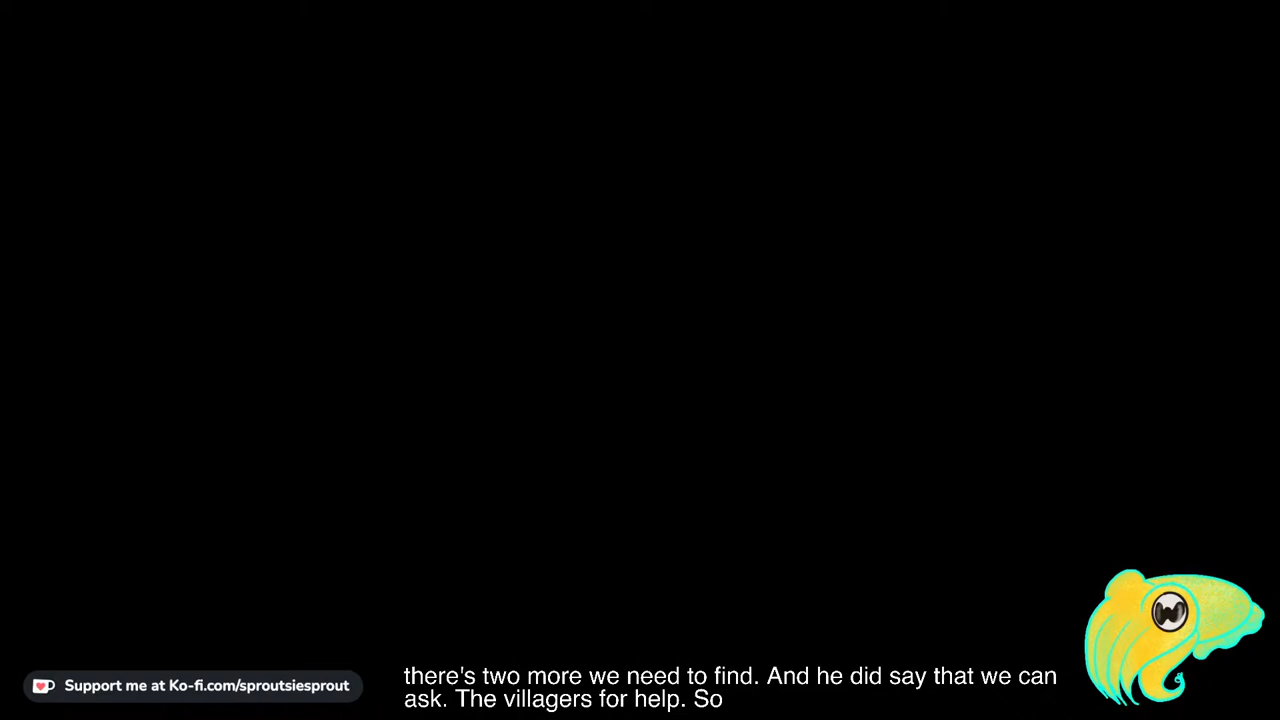 there's two more we need to find. And he did say that we can
ask. The villagers for help. So
Support me at Ko-fi.com/sproutsiesprout